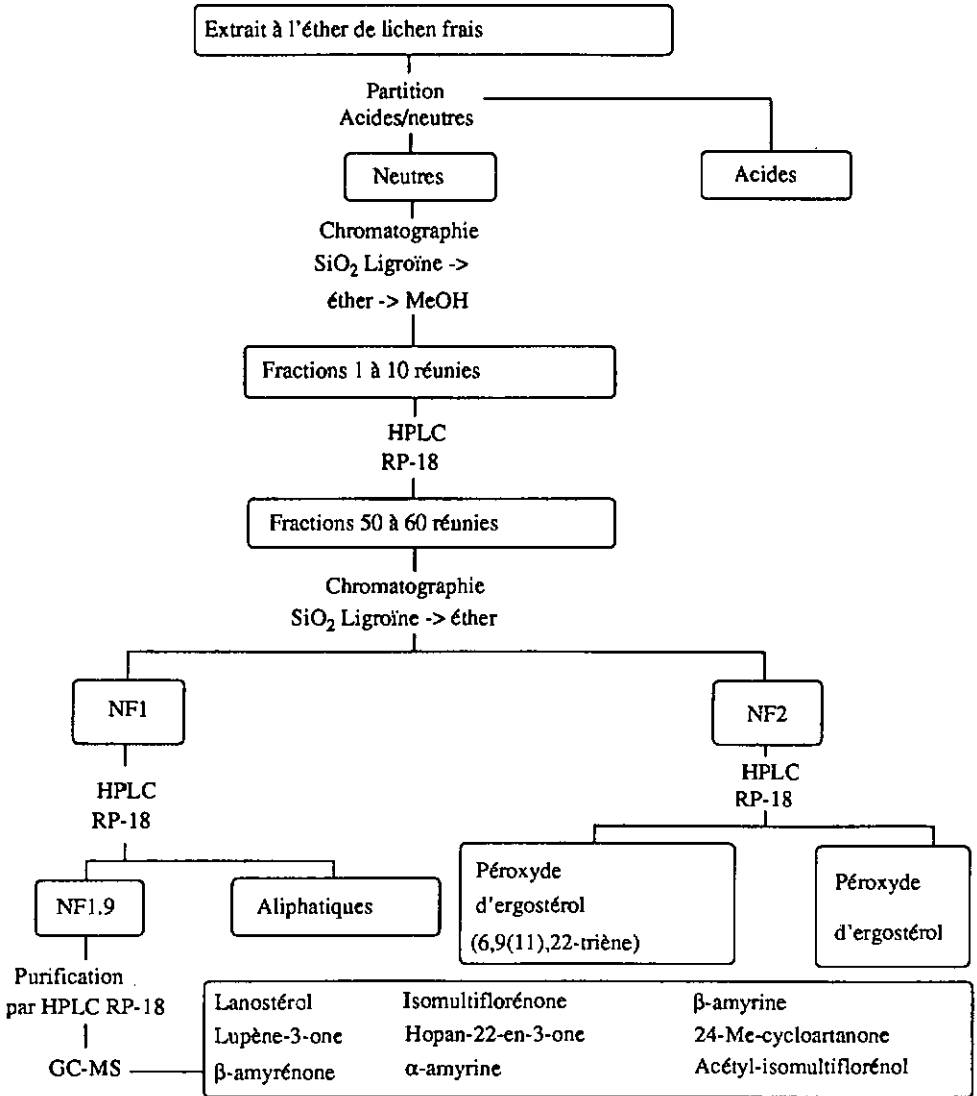 Extrait à l'éther de lichen frais
Partition
Acides/neutres
Neutres
Acides
Chromatographie
SiO₂ Ligroïne ->
éther -> MeOH
Fractions 1 à 10 réunies
HPLC
RP-18
Fractions 50 à 60 réunies
Chromatographie
SiO₂ Ligroïne -> éther
NF1
NF2
HPLC
RP-18
HPLC
RP-18
NF1.9
Aliphatiques
Péroxyde
d'ergostérol
(6,9(11),22-triène)
Péroxyde
d'ergostérol
Purification
par HPLC RP-18
GC-MS
Lanostérol
Isomultiflorénone
β-amyrine
Lupène-3-one
Hopan-22-en-3-one
24-Me-cycloartanone
β-amyrénone
α-amyrine
Acétyl-isomultiflorénol